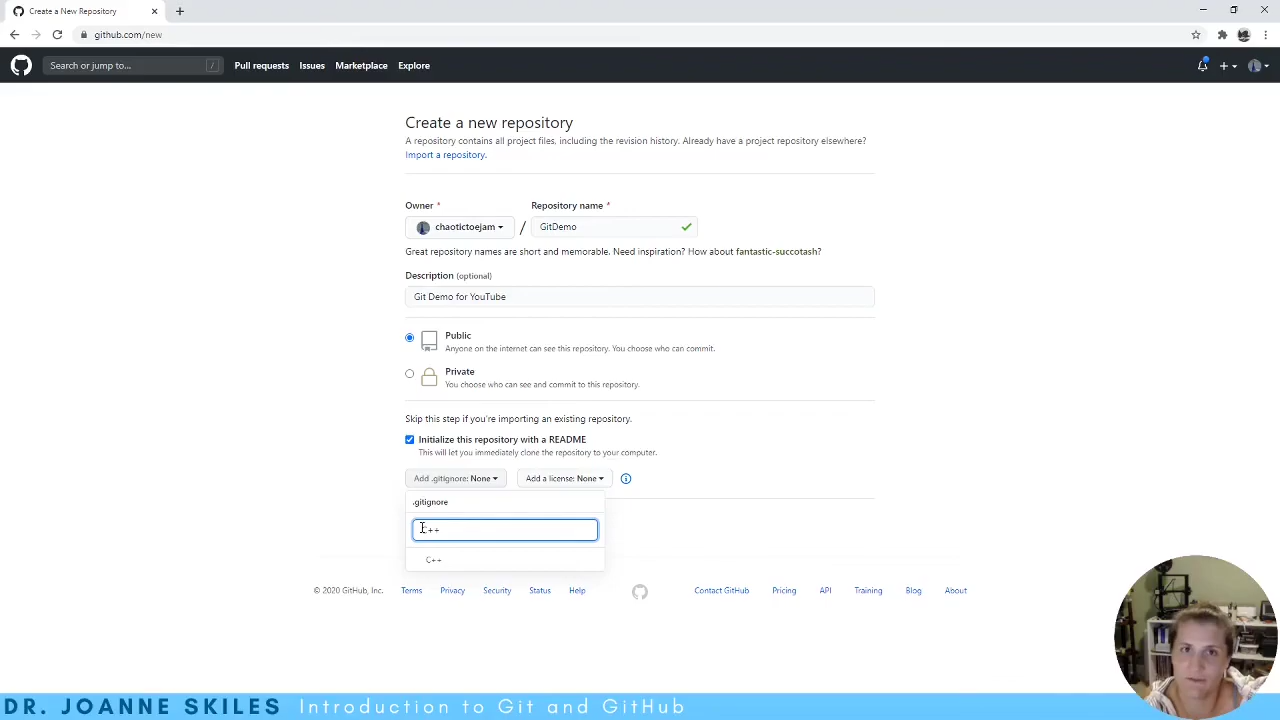 Create a New Repository
github.com/new
Search or jump to... /
Pull requests Issues Marketplace Explore
Create a new repository
A repository contains all project files, including the revision history. Already have a project repository elsewhere?
Import a repository.
Owner * Repository name *
chaotictoejam / GitDemo
Great repository names are short and memorable. Need inspiration? How about fantastic-succotash?
Description (optional)
Git Demo for YouTube
Public
Anyone on the internet can see this repository. You choose who can commit.
Private
You choose who can see and commit to this repository.
Skip this step if you're importing an existing repository.
Initialize this repository with a README
This will let you immediately clone the repository to your computer.
Add .gitignore: None Add a license: None
.gitignore
C++
C++
© 2020 GitHub, Inc. Terms Privacy Security Status Help Contact GitHub Pricing API Training Blog About
DR. JOANNE SKILES Introduction to Git and GitHub